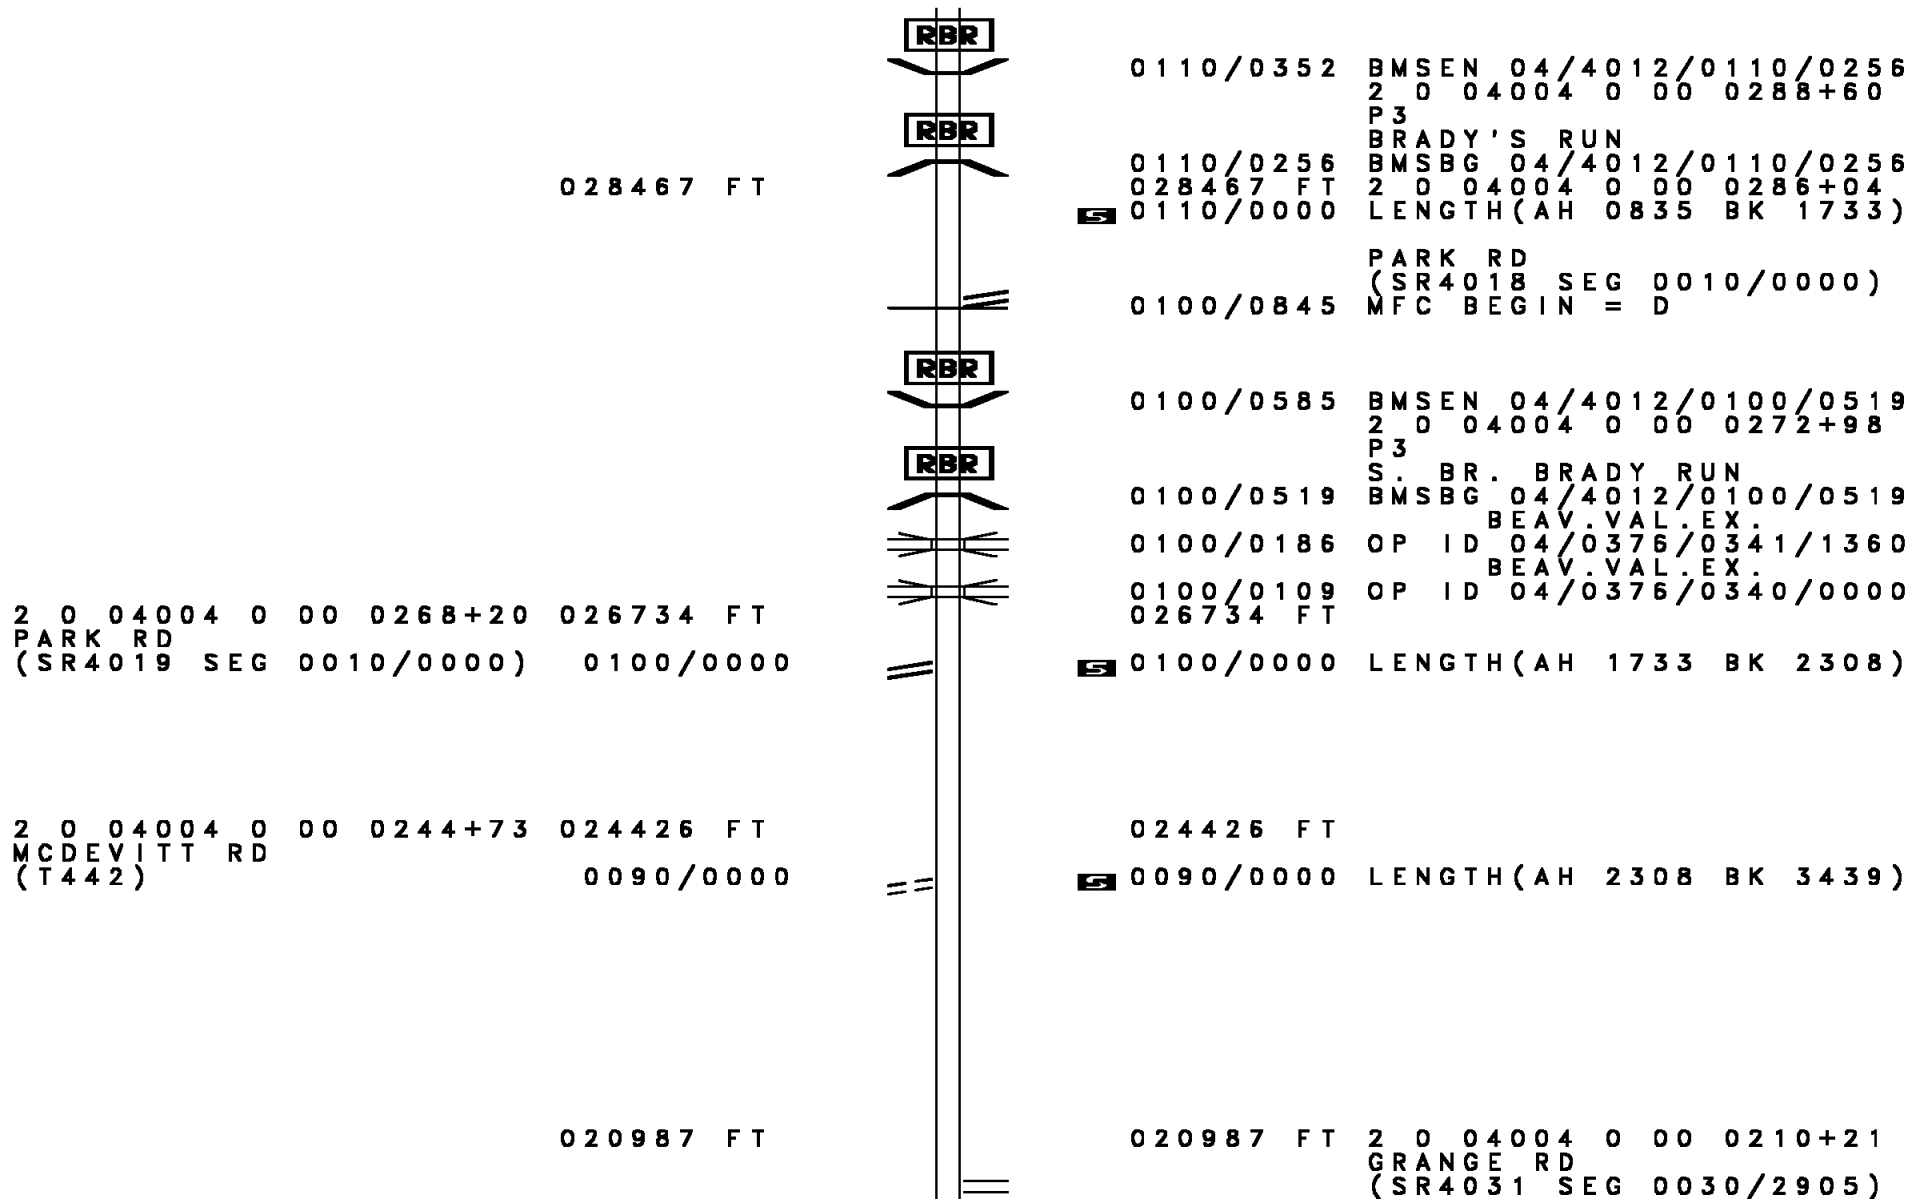 RBR
0110/0352 BMSEN 04/4012/0110/0256
2 0 04004 0 00 0288+60
P3
RBR
BRADY'S RUN
0110/0256 BMSBG 04/4012/0110/0256
028467 FT 028467 FT 2 0 04004 0 00 0286+04
S 0110/0000 LENGTH(AH 0835 BK 1733)
PARK RD
(SR4018 SEG 0010/0000)
0100/0845 MFC BEGIN = D
RBR
0100/0585 BMSEN 04/4012/0100/0519
2 0 04004 0 00 0272+98
P3
RBR
S. BR. BRADY RUN
0100/0519 BMSBG 04/4012/0100/0519
BEAV.VAL.EX.
0100/0186 OP ID 04/0376/0341/1360
BEAV.VAL.EX.
0100/0109 OP ID 04/0376/0340/0000
2 0 04004 0 00 0268+20 026734 FT 026734 FT
PARK RD
(SR4019 SEG 0010/0000) 0100/0000 S 0100/0000 LENGTH(AH 1733 BK 2308)
2 0 04004 0 00 0244+73 024426 FT 024426 FT
MCDEVITT RD
(T442) 0090/0000 S 0090/0000 LENGTH(AH 2308 BK 3439)
020987 FT 020987 FT 2 0 04004 0 00 0210+21
GRANGE RD
(SR4031 SEG 0030/2905)